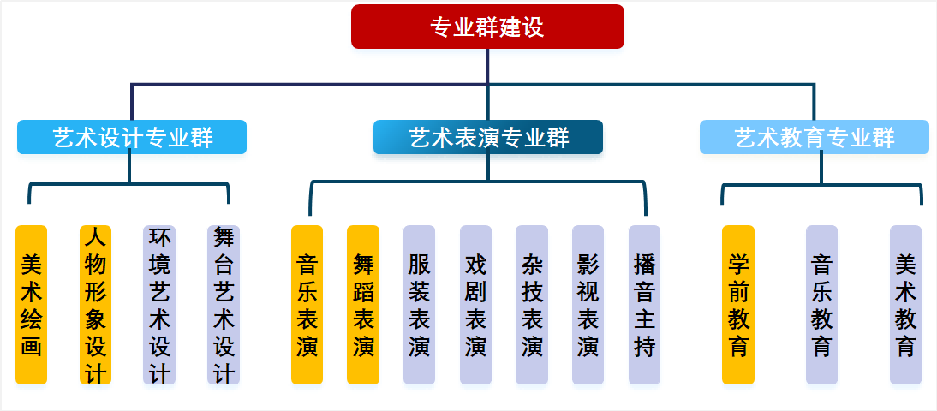 专业群建设
艺术设计专业群
艺术表演专业群
艺术教育专业群
美术绘画
人物形象设计
环境艺术设计
舞台艺术设计
音乐表演
舞蹈表演
服装表演
戏剧表演
杂技表演
影视表演
播音主持
学前教育
音乐教育
美术教育